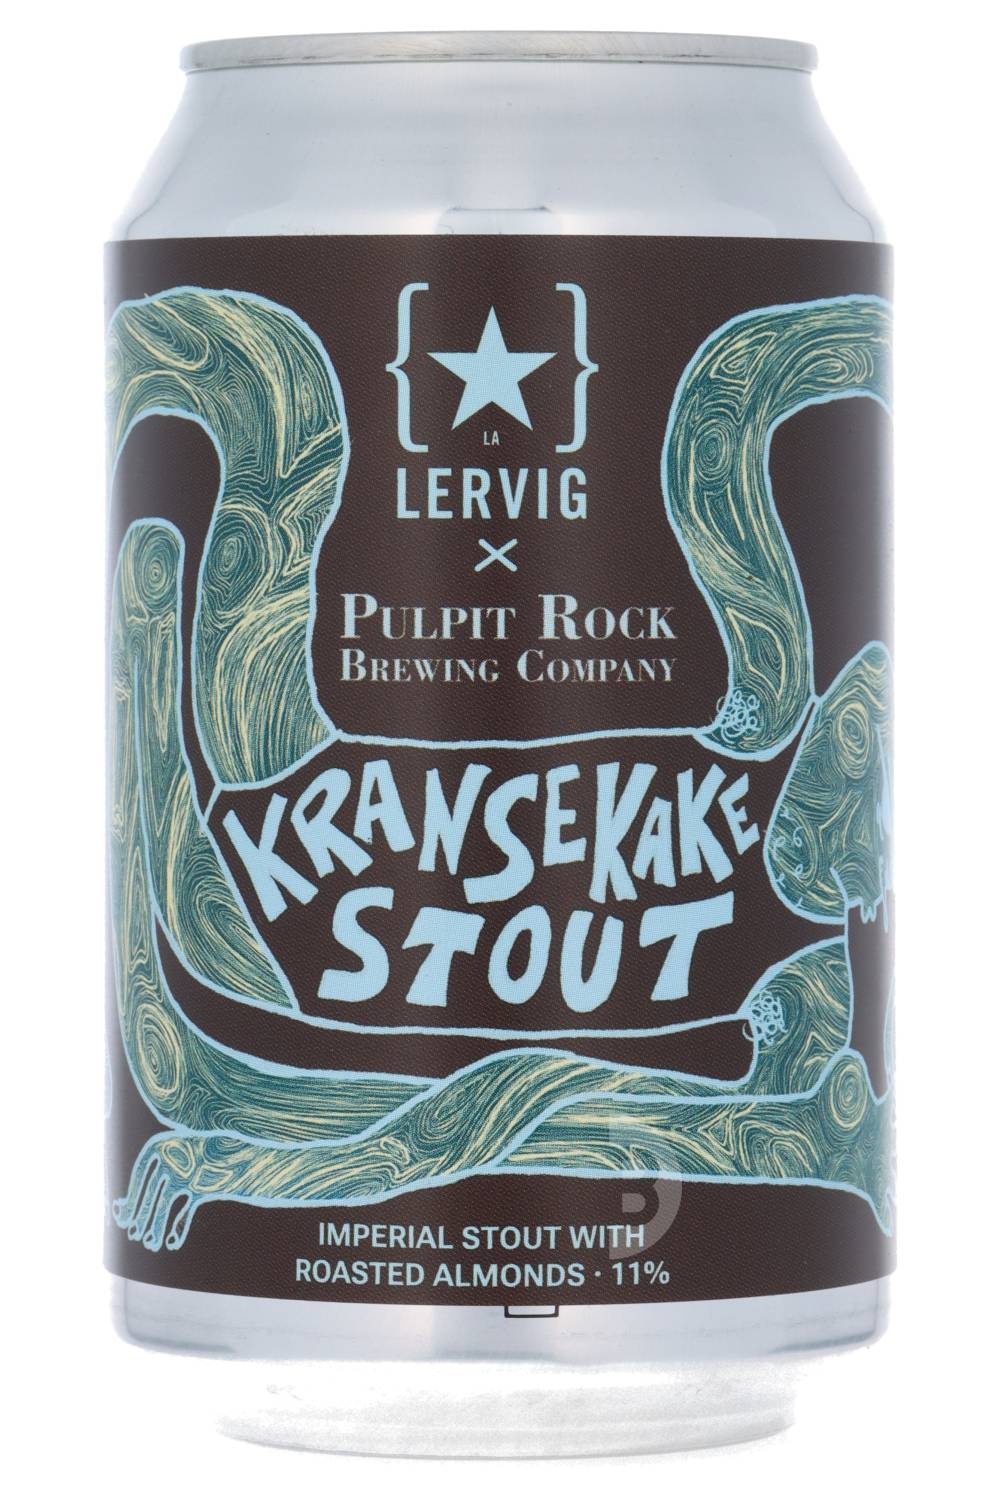 LA
LERVIG
X
PULPIT ROCK
BREWING COMPANY
KRANSEKAKE
STOUT
IMPERIAL STOUT WITH
ROASTED ALMONDS · 11%